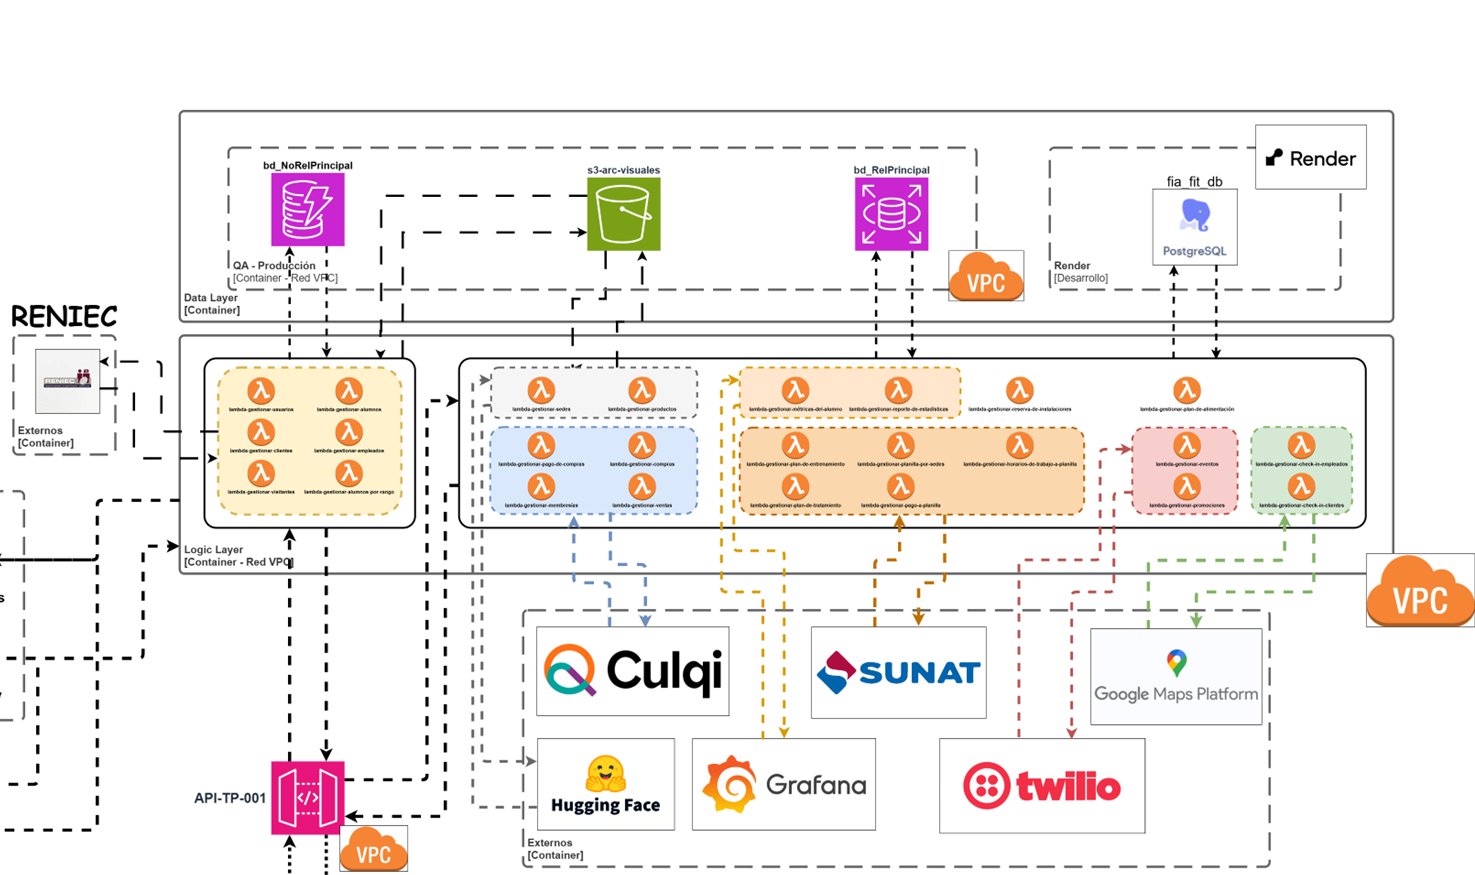 Render
bd_NoRelPrincipal
s3-arc-visuales
bd_RelPrincipal
fia_fit_db
PostgreSQL
QA - Producción
[Container - Red VPC]
VPC
Render
[Desarrollo]
Data Layer
[Container]
RENIEC
RENIEC
Externos
[Container]
lambda-gestionar-usuarios
lambda-gestionar-alumnos
lambda-gestionar-clientes
lambda-gestionar-empleados
lambda-gestionar-visitantes
lambda-gestionar-alumnos-por-rango
lambda-gestionar-sedes
lambda-gestionar-productos
lambda-gestionar-métricas-del-alumno
lambda-gestionar-reporte-de-estadísticas
lambda-gestionar-reserva-de-instalaciones
lambda-gestionar-plan-de-alimentación
lambda-gestionar-pago-de-compras
lambda-gestionar-compras
lambda-gestionar-plan-de-entrenamiento
lambda-gestionar-planilla-por-sedes
lambda-gestionar-horarios-de-trabajo-a-planilla
lambda-gestionar-eventos
lambda-gestionar-check-in-empleados
lambda-gestionar-membresías
lambda-gestionar-ventas
lambda-gestionar-plan-de-tratamiento
lambda-gestionar-pago-a-planilla
lambda-gestionar-promociones
lambda-gestionar-check-in-clientes
Logic Layer
[Container - Red VPC]
VPC
s
Culqi
SUNAT
Google Maps Platform
API-TP-001
VPC
Hugging Face
Grafana
twilio
Externos
[Container]